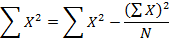 ∑X² = ∑X² − (∑X)²/N